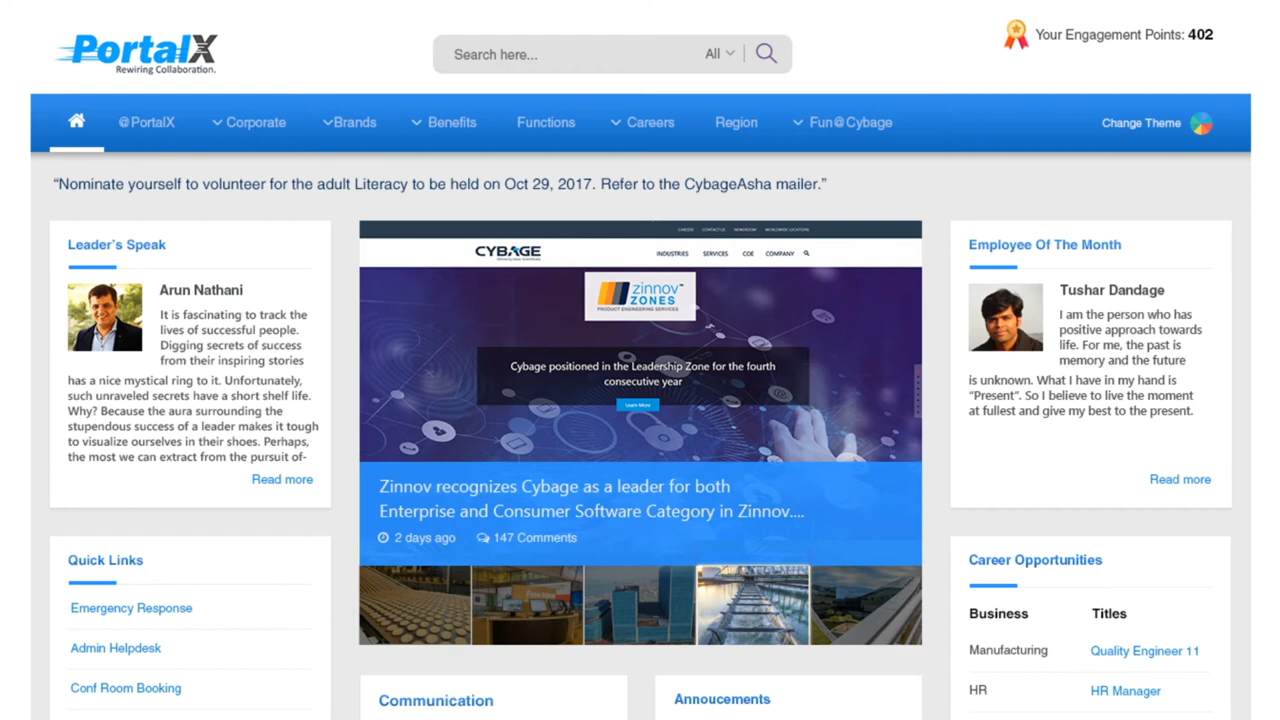 PortalX
Rewiring Collaboration.
Search here...
All
Your Engagement Points: 402
@PortalX
Corporate
Brands
Benefits
Functions
Careers
Region
Fun@Cybage
Change Theme
“Nominate yourself to volunteer for the adult Literacy to be held on Oct 29, 2017. Refer to the CybageAsha mailer.”
Leader's Speak
Arun Nathani
It is fascinating to track the
lives of successful people.
Digging secrets of success
from their inspiring stories
has a nice mystical ring to it. Unfortunately,
such unraveled secrets have a short shelf life.
Why? Because the aura surrounding the
stupendous success of a leader makes it tough
to visualize ourselves in their shoes. Perhaps,
the most we can extract from the pursuit of-
Read more
CAREERS
CONTACT US
NEWSROOM
WORLDWIDE LOCATIONS
CYBAGE
INDUSTRIES
SERVICES
COE
COMPANY
zinnov™
ZONES
PRODUCT ENGINEERING SERVICES
Cybage positioned in the Leadership Zone for the fourth
consecutive year
Learn More
Zinnov recognizes Cybage as a leader for both
Enterprise and Consumer Software Category in Zinnov....
2 days ago
147 Comments
Employee Of The Month
Tushar Dandage
I am the person who has
positive approach towards
life. For me, the past is
memory and the future
is unknown. What I have in my hand is
“Present”. So I believe to live the moment
at fullest and give my best to the present.
Read more
Quick Links
Emergency Response
Admin Helpdesk
Conf Room Booking
Communication
Annoucements
Career Opportunities
Business
Titles
Manufacturing
Quality Engineer 11
HR
HR Manager